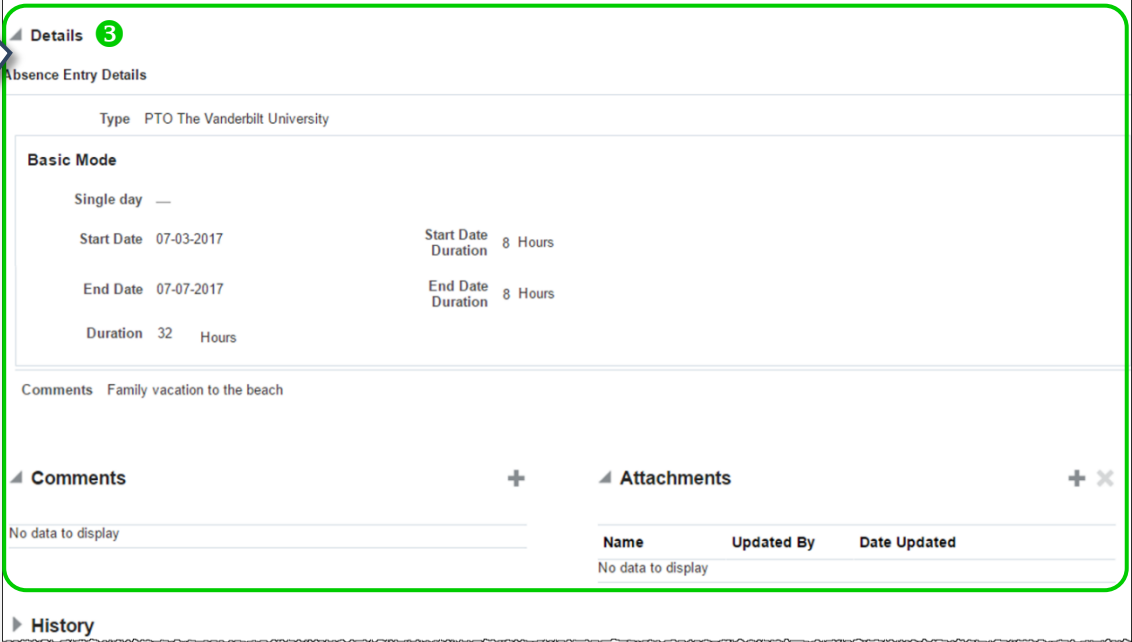 Details 3
Absence Entry Details
Type PTO The Vanderbilt University
Basic Mode
Single day —
Start Date 07-03-2017 Start Date Duration 8 Hours
End Date 07-07-2017 End Date Duration 8 Hours
Duration 32 Hours
Comments Family vacation to the beach
Comments
No data to display
Attachments
Name Updated By Date Updated
No data to display
History